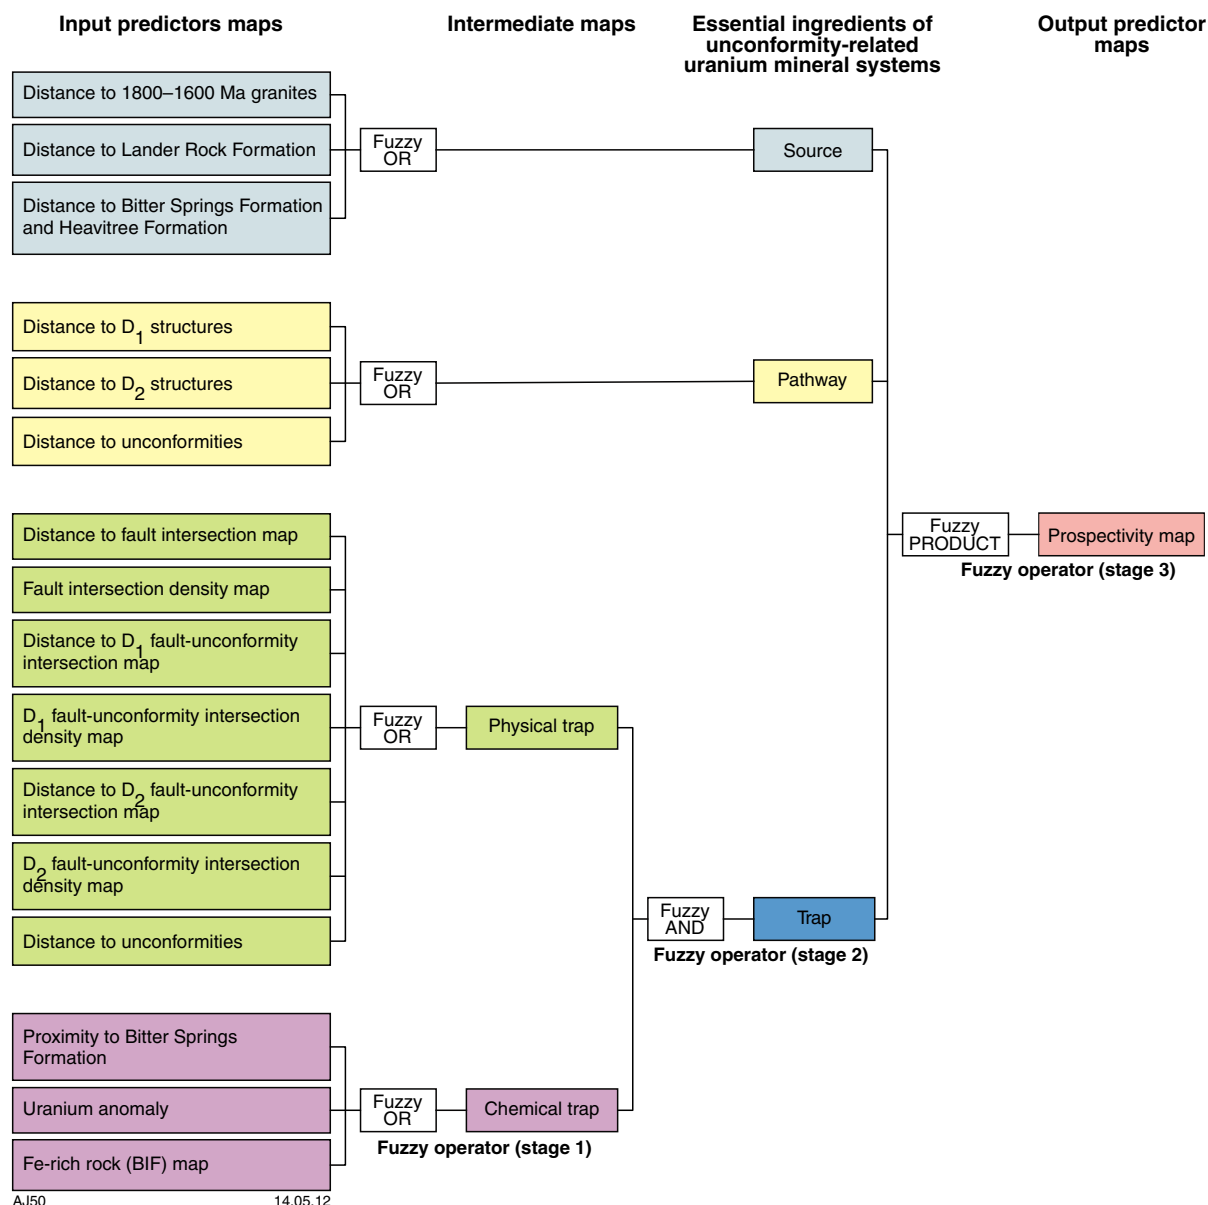 Input predictors maps
Intermediate maps
Essential ingredients of
unconformity-related
uranium mineral systems
Output predictor
maps
Distance to 1800–1600 Ma granites
Distance to Lander Rock Formation
Distance to Bitter Springs Formation
and Heavitree Formation
Fuzzy
OR
Source
Distance to D1 structures
Distance to D2 structures
Distance to unconformities
Fuzzy
OR
Pathway
Distance to fault intersection map
Fault intersection density map
Distance to D1 fault-unconformity
intersection map
D1 fault-unconformity intersection
density map
Distance to D2 fault-unconformity
intersection map
D2 fault-unconformity intersection
density map
Distance to unconformities
Fuzzy
OR
Physical trap
Fuzzy
PRODUCT
Prospectivity map
Fuzzy operator (stage 3)
Fuzzy
AND
Trap
Fuzzy operator (stage 2)
Proximity to Bitter Springs
Formation
Uranium anomaly
Fe-rich rock (BIF) map
Fuzzy
OR
Chemical trap
Fuzzy operator (stage 1)
AJ50
14.05.12